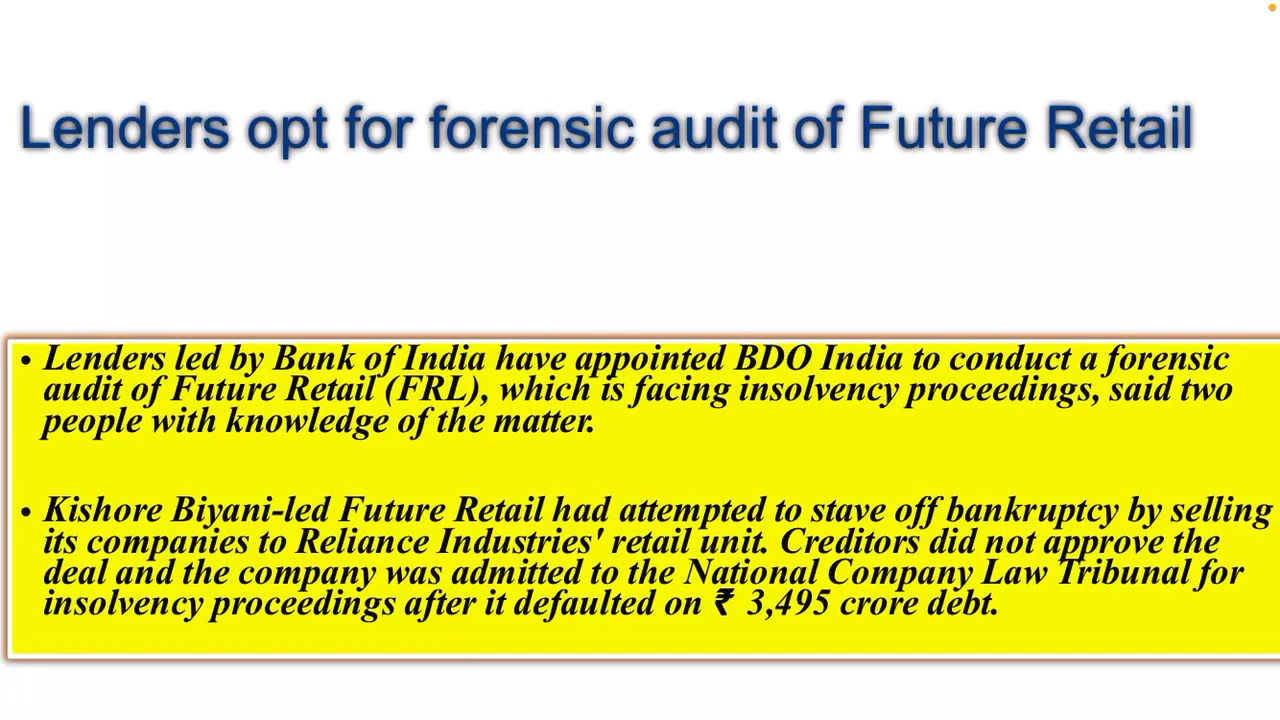 Lenders opt for forensic audit of Future Retail
• Lenders led by Bank of India have appointed BDO India to conduct a forensic
audit of Future Retail (FRL), which is facing insolvency proceedings, said two
people with knowledge of the matter.
• Kishore Biyani-led Future Retail had attempted to stave off bankruptcy by selling
its companies to Reliance Industries' retail unit. Creditors did not approve the
deal and the company was admitted to the National Company Law Tribunal for
insolvency proceedings after it defaulted on ₹ 3,495 crore debt.